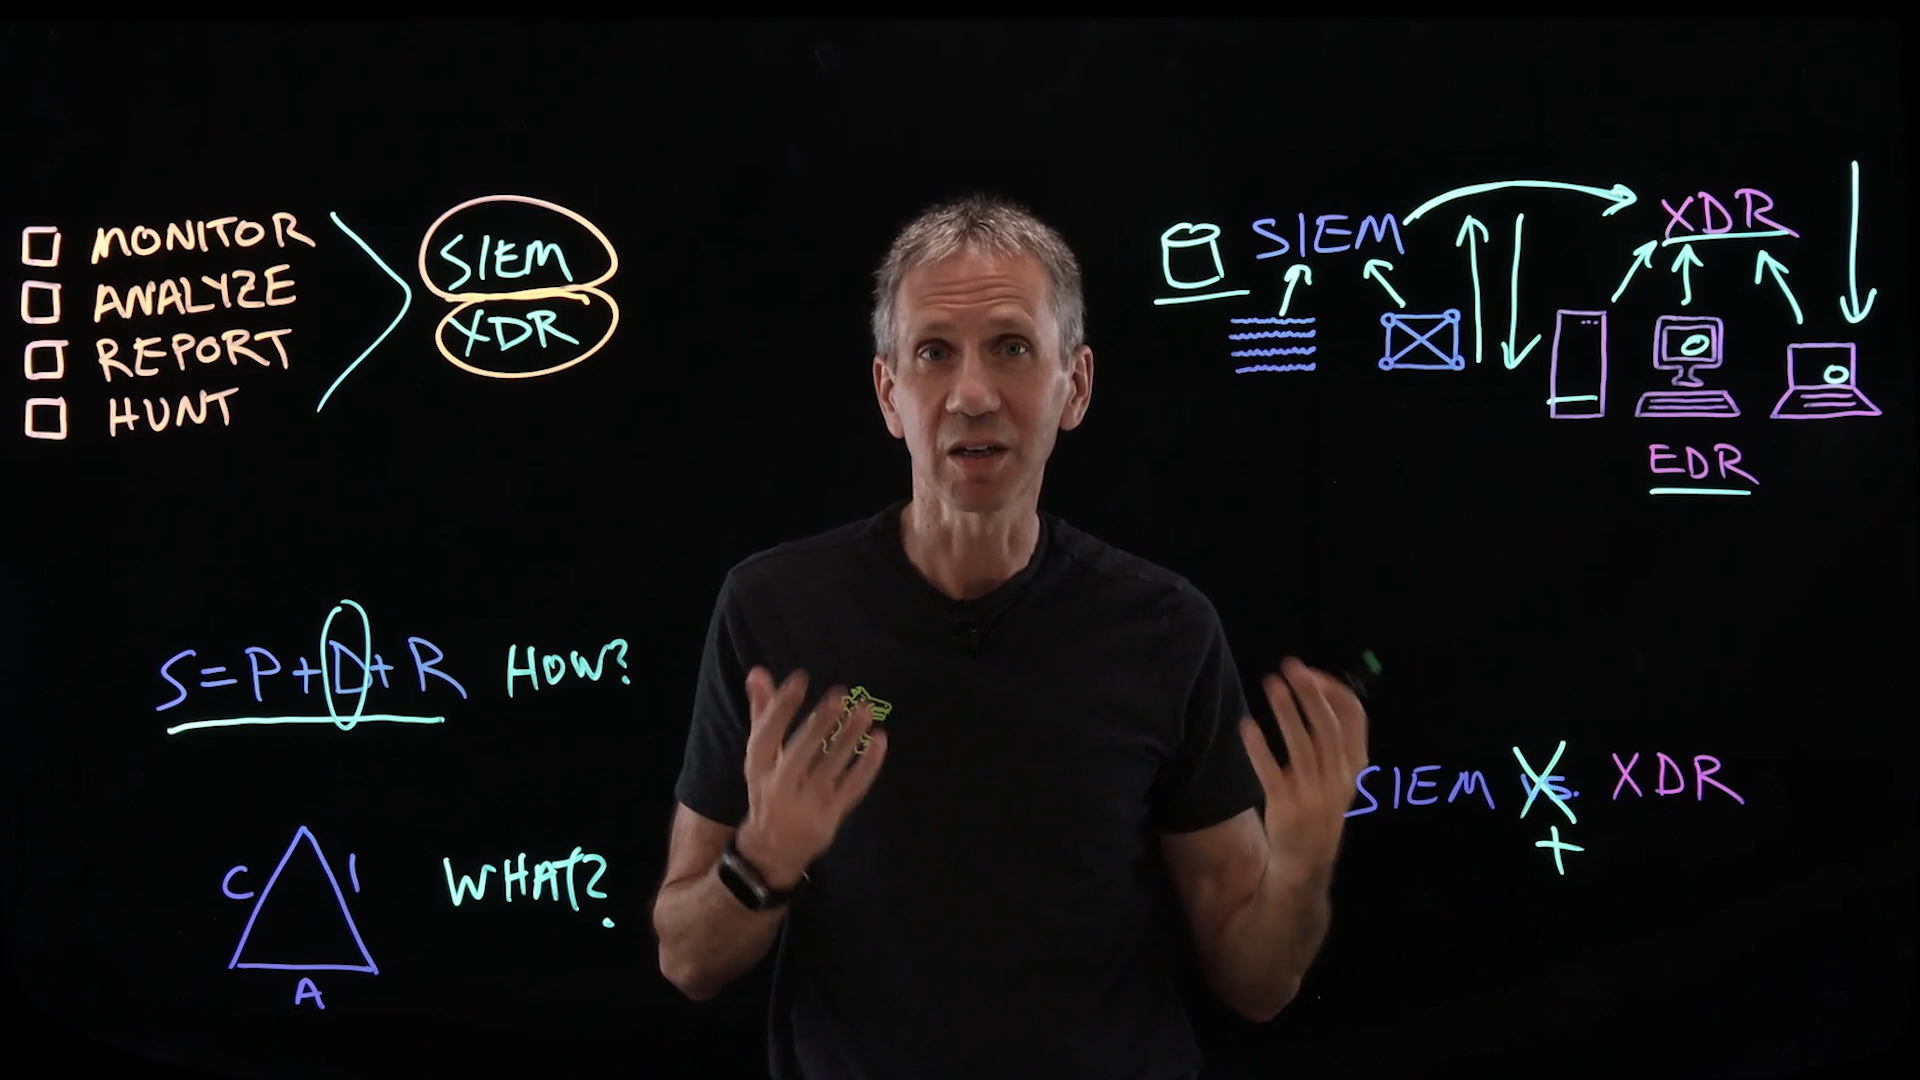 MONITOR
ANALYZE
REPORT
HUNT
SIEM
XDR
SIEM
XDR
EDR
S=P+D+R HOW?
C I
A
WHAT?
SIEM VS. XDR
+